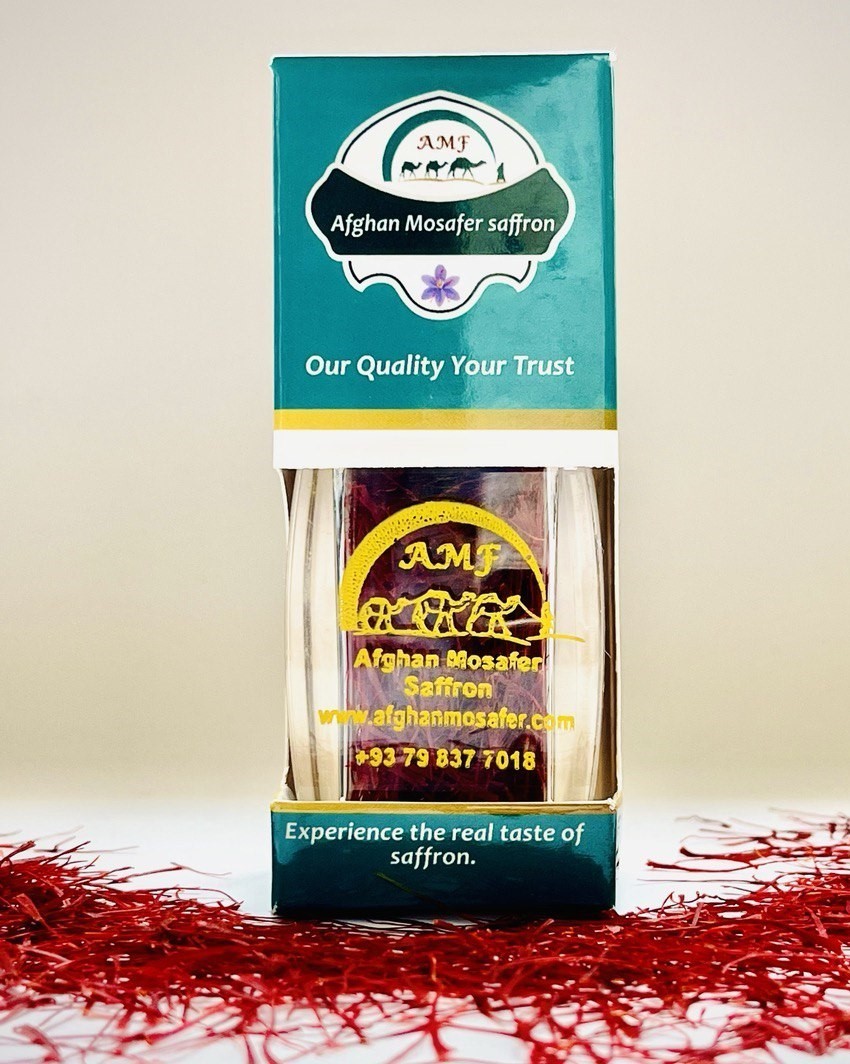 AMF
Afghan Mosafer saffron
Our Quality Your Trust
AMF
Afghan Mosafer
Saffron
www.afghanmosafer.com
+93 79 837 7018
Experience the real taste of
saffron.